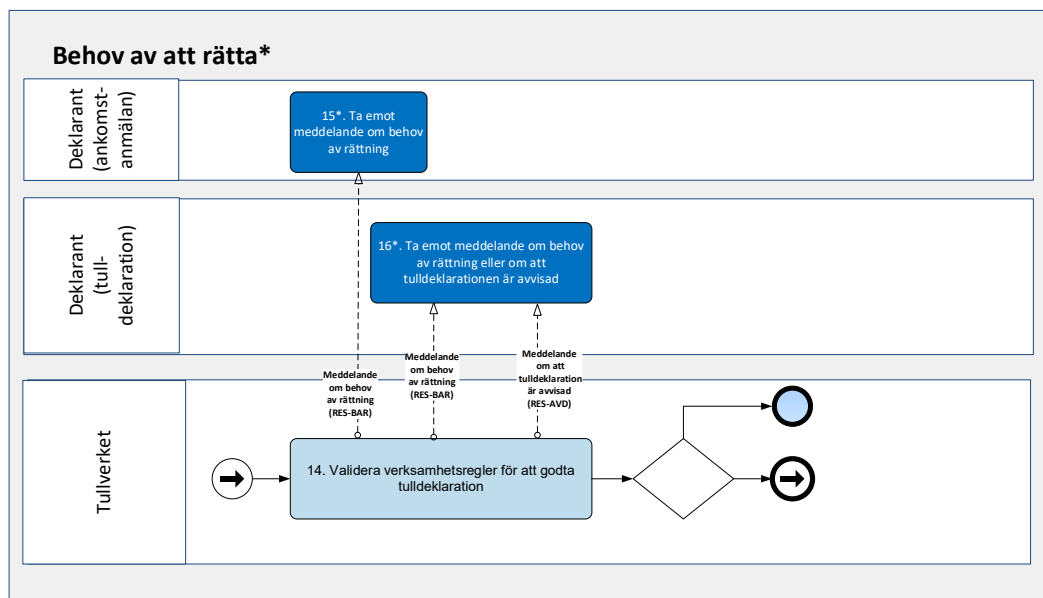 Behov av att rätta*
Deklarant
(ankomst-
anmälan)
15*. Ta emot
meddelande om behov
av rättning
Deklarant
(tull-
deklaration)
16*. Ta emot meddelande om behov
av rättning eller om att
tulldeklarationen är avvisad
Meddelande
om behov
av rättning
(RES-BAR)
Meddelande
om behov
av rättning
(RES-BAR)
Meddelande
om att
tulldeklaration
är avvisad
(RES-AVD)
Tullverket
14. Validera verksamhetsregler för att godta
tulldeklaration